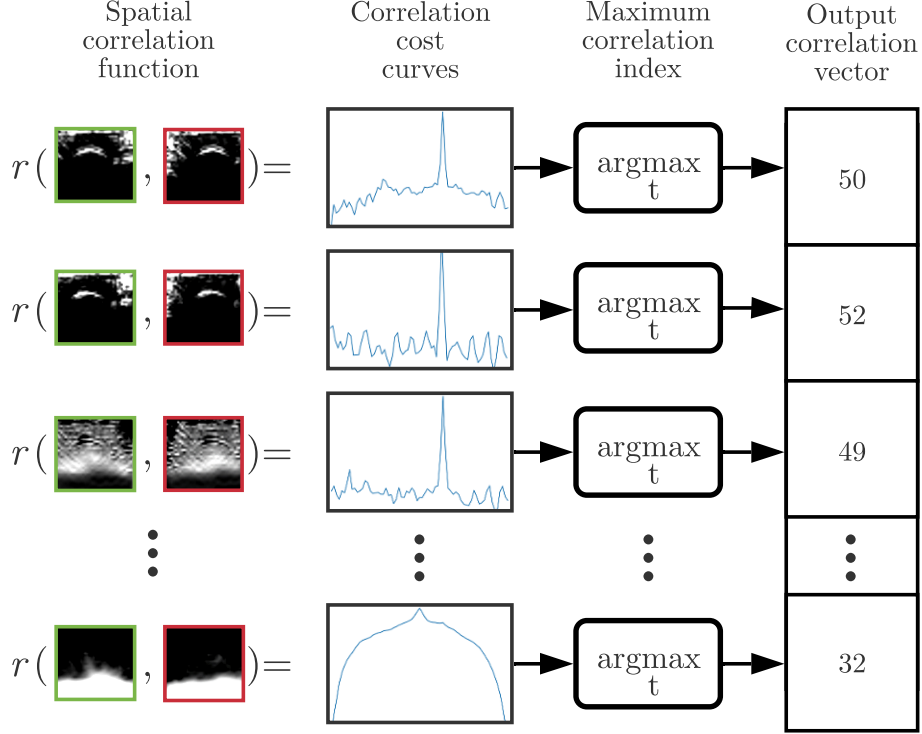 Spatial
correlation
function
Correlation
cost
curves
Maximum
correlation
index
Output
correlation
vector
r ( , ) =
argmax
t
50
r ( , ) =
argmax
t
52
r ( , ) =
argmax
t
49
r ( , ) =
argmax
t
32